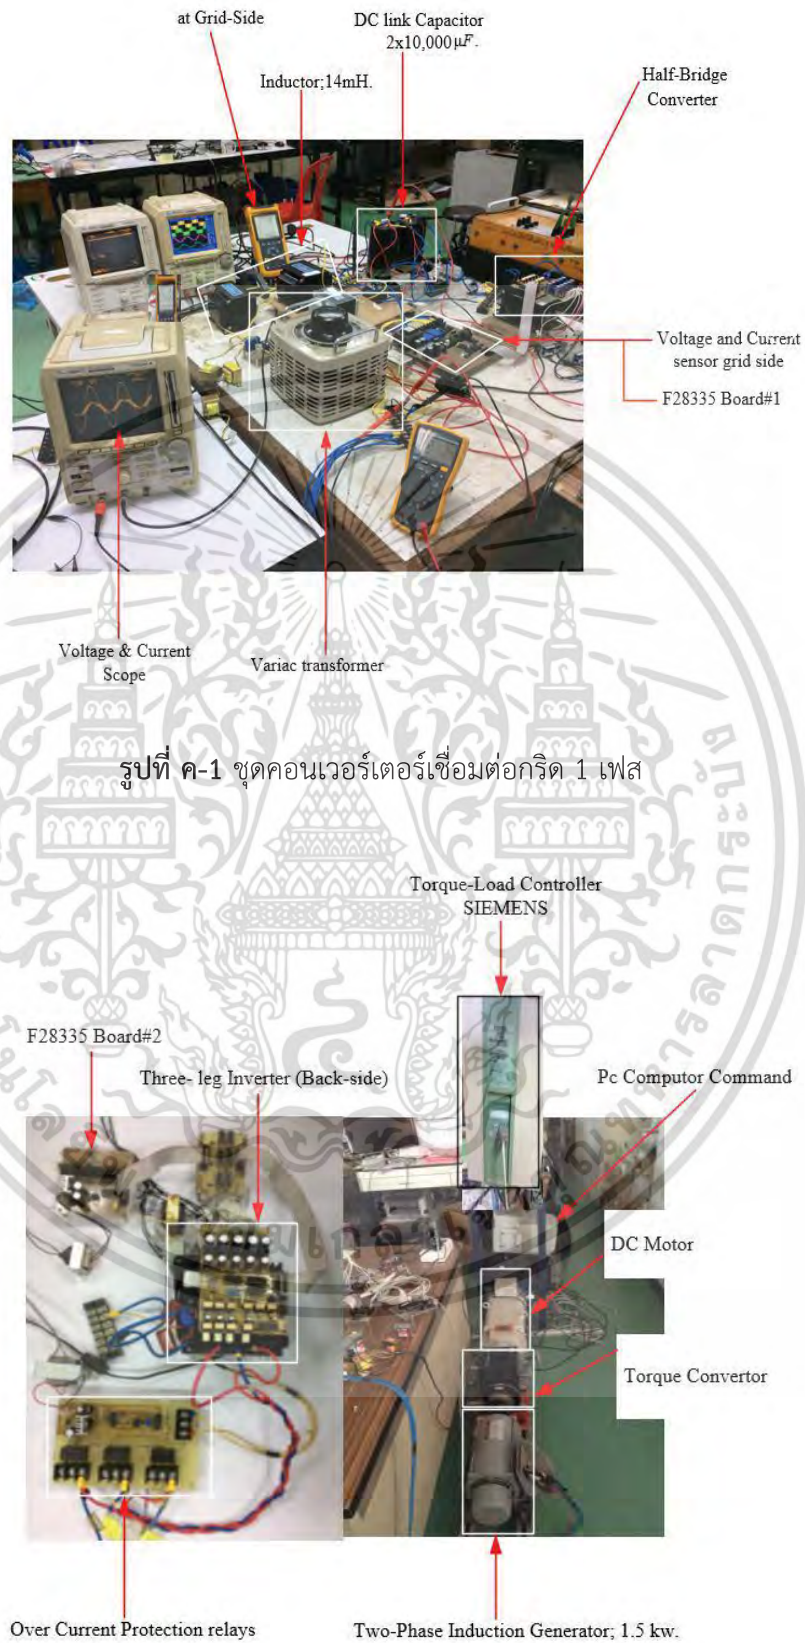 at Grid-Side
DC link Capacitor
2x10,000μF.
Inductor;14mH.
Half-Bridge
Converter
Voltage and Current
sensor grid side
F28335 Board#1
Voltage & Current
Scope
Variac transformer
รูปที่ ค-1 ชุดคอนเวอร์เตอร์เชื่อมต่อกริด 1 เฟส
Torque-Load Controller
SIEMENS
F28335 Board#2
Three- leg Inverter (Back-side)
Pc Computor Command
DC Motor
Torque Convertor
Over Current Protection relays
Two-Phase Induction Generator; 1.5 kw.